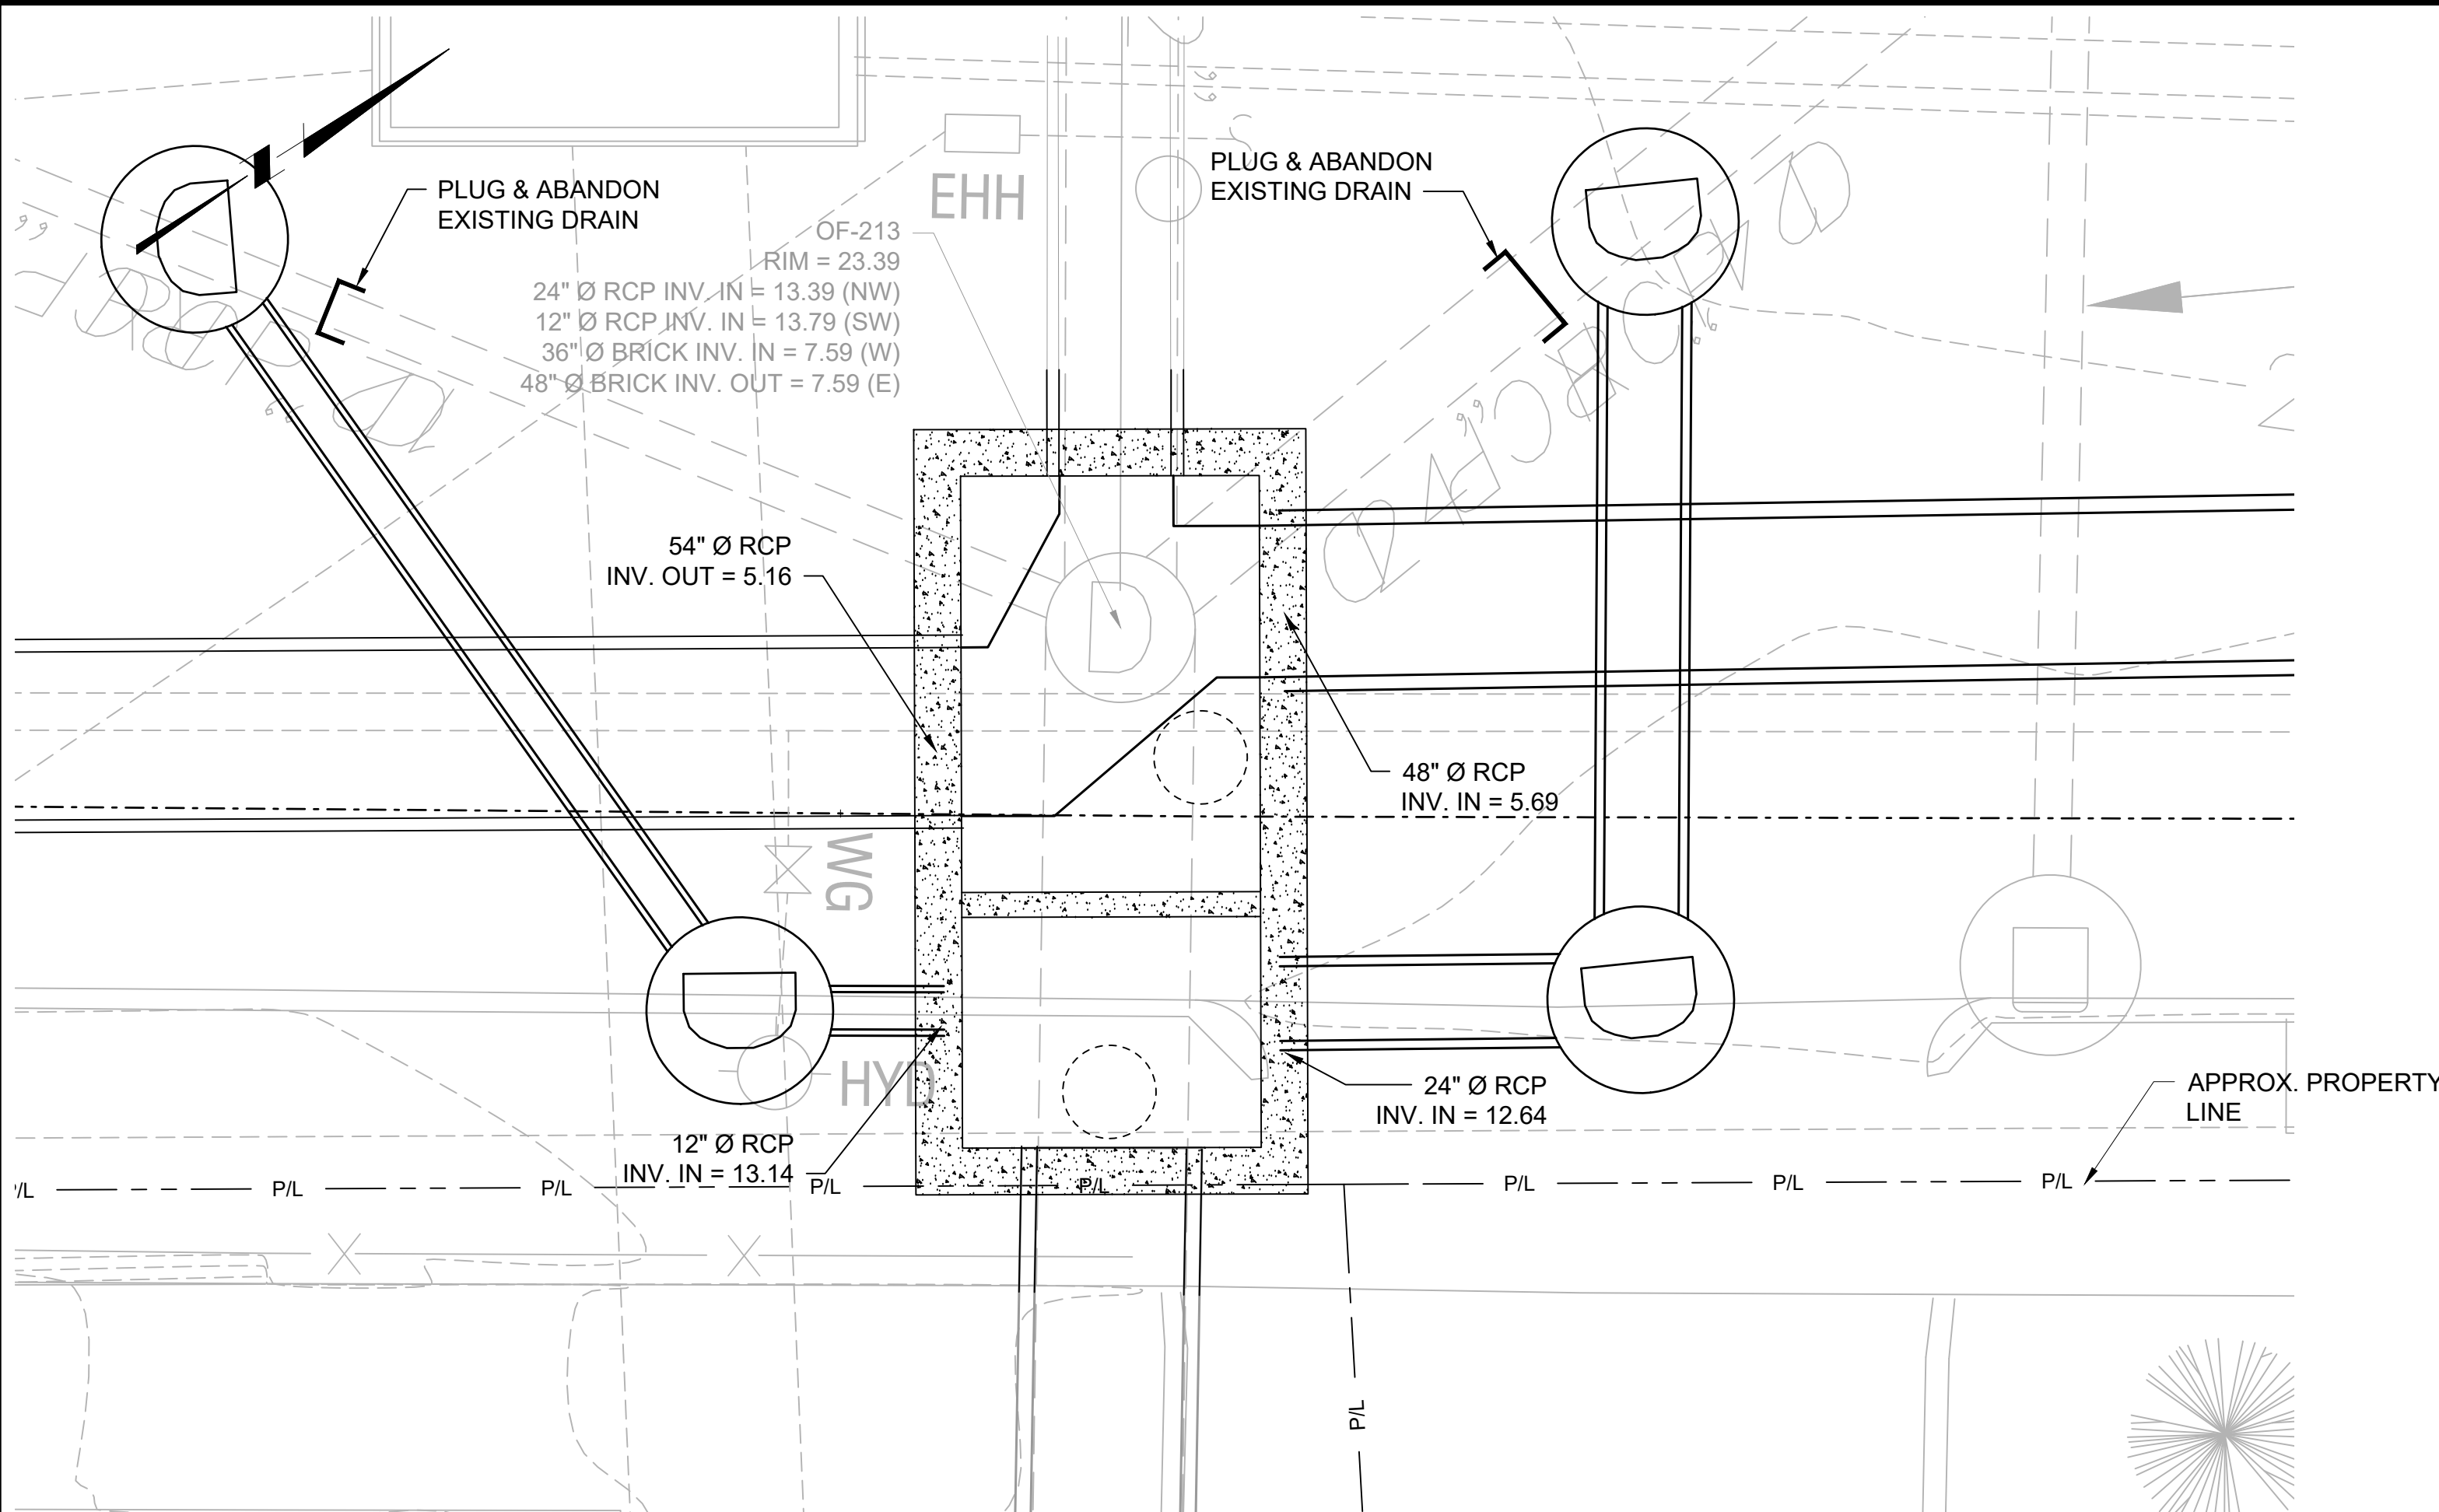 PLUG & ABANDON
EXISTING DRAIN
EHH
PLUG & ABANDON
EXISTING DRAIN
OF-213
RIM = 23.39
24" Ø RCP INV. IN = 13.39 (NW)
12" Ø RCP INV. IN = 13.79 (SW)
36" Ø BRICK INV. IN = 7.59 (W)
48" Ø BRICK INV. OUT = 7.59 (E)
54" Ø RCP
INV. OUT = 5.16
48" Ø RCP
INV. IN = 5.69
WG
HYD
24" Ø RCP
INV. IN = 12.64
APPROX. PROPERTY
LINE
12" Ø RCP
INV. IN = 13.14
P/L
P/L
P/L
P/L
P/L
P/L
P/L
P/L
P/L